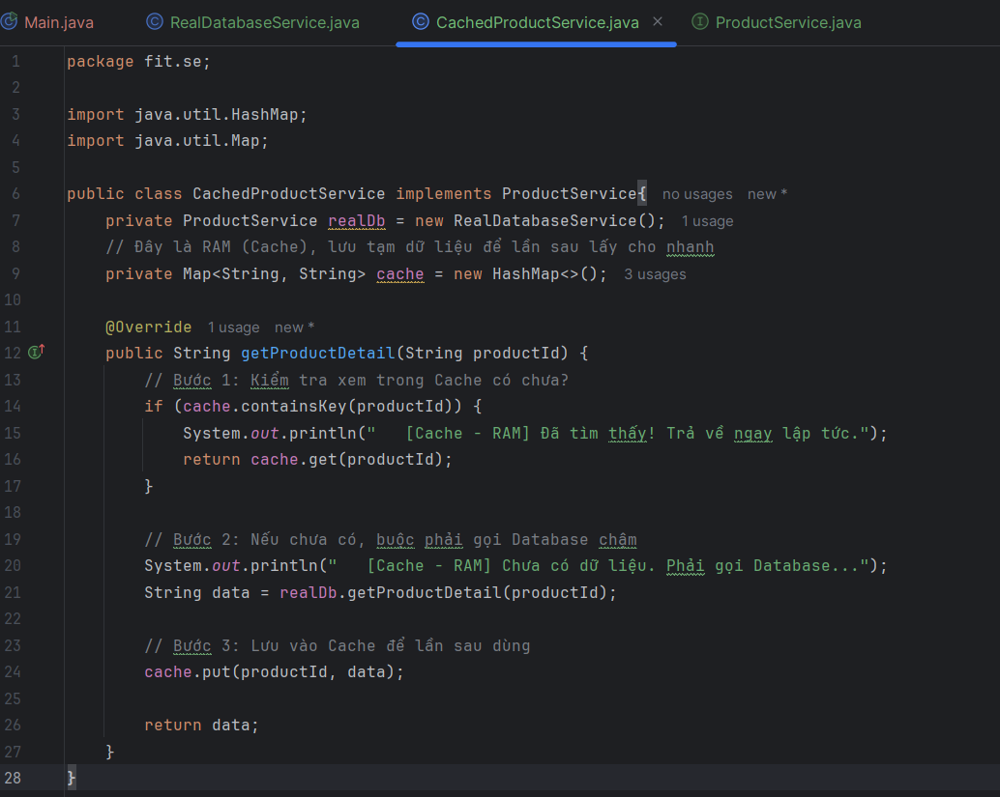 Main.java RealDatabaseService.java CachedProductService.java ProductService.java
1 package fit.se;
2
3 import java.util.HashMap;
4 import java.util.Map;
5
6 public class CachedProductService implements ProductService{ no usages new *
7 private ProductService realDb = new RealDatabaseService(); 1 usage
8 // Đây là RAM (Cache), lưu tạm dữ liệu để lần sau lấy cho nhanh
9 private Map<String, String> cache = new HashMap<>(); 3 usages
10
11 @Override 1 usage new *
12 public String getProductDetail(String productId) {
13 // Bước 1: Kiểm tra xem trong Cache có chưa?
14 if (cache.containsKey(productId)) {
15 System.out.println("   [Cache - RAM] Đã tìm thấy! Trả về ngay lập tức.");
16 return cache.get(productId);
17 }
18
19 // Bước 2: Nếu chưa có, buộc phải gọi Database chậm
20 System.out.println("   [Cache - RAM] Chưa có dữ liệu. Phải gọi Database...");
21 String data = realDb.getProductDetail(productId);
22
23 // Bước 3: Lưu vào Cache để lần sau dùng
24 cache.put(productId, data);
25
26 return data;
27 }
28 }